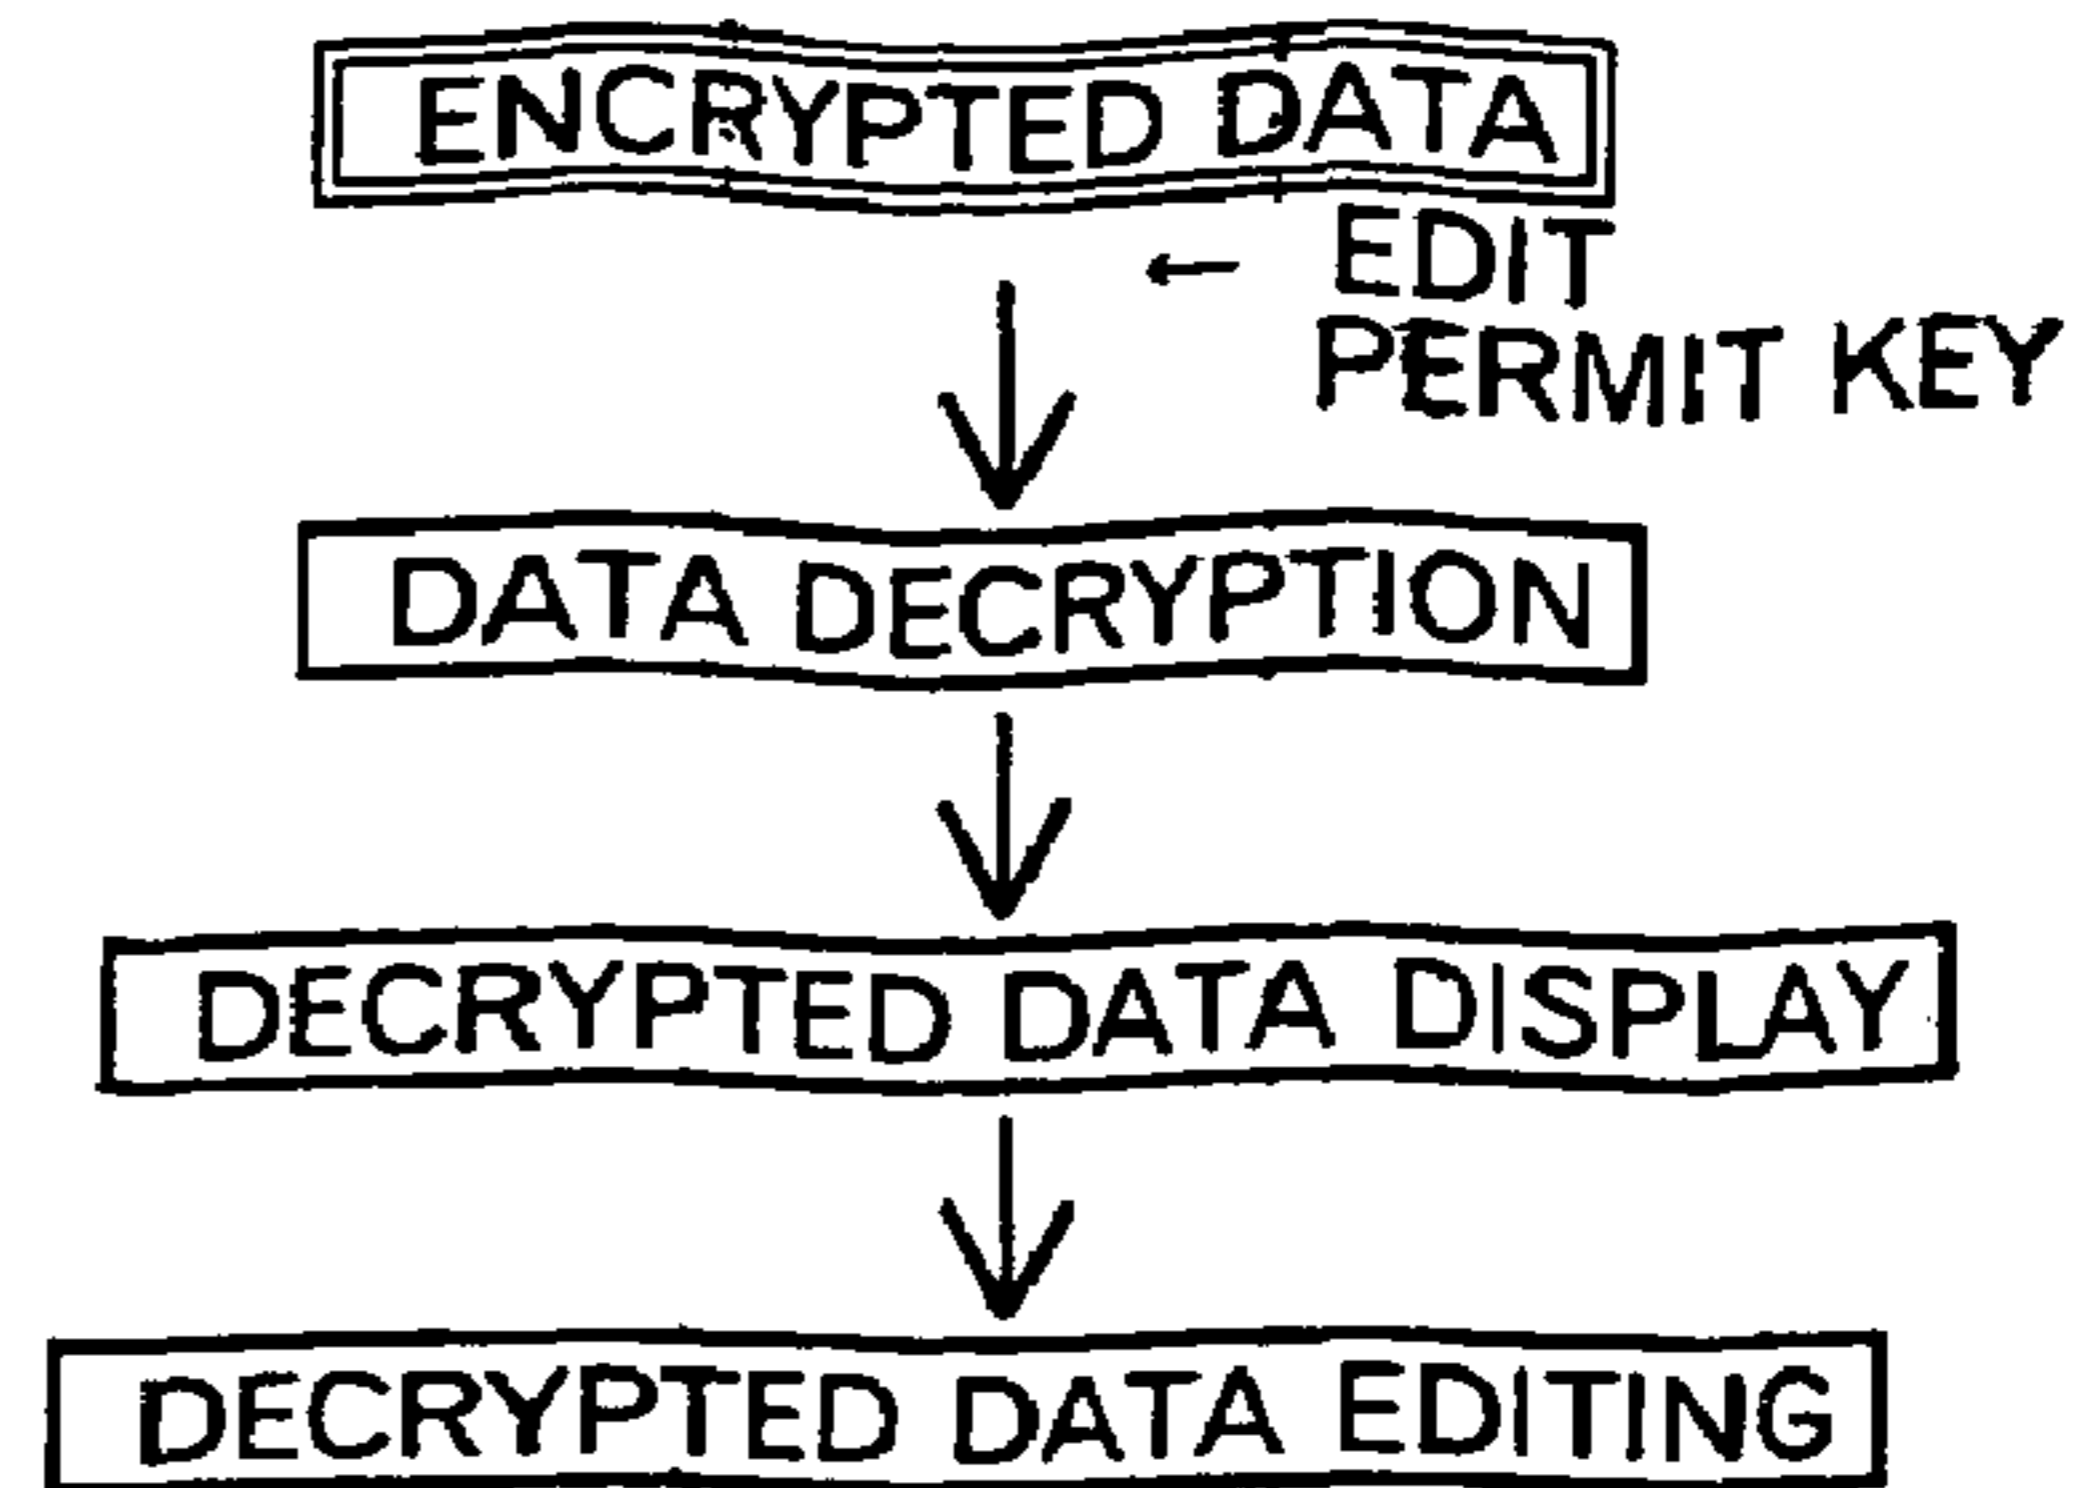 ENCRYPTED DATA
← EDIT
PERMIT KEY
DATA DECRYPTION
DECRYPTED DATA DISPLAY
DECRYPTED DATA EDITING